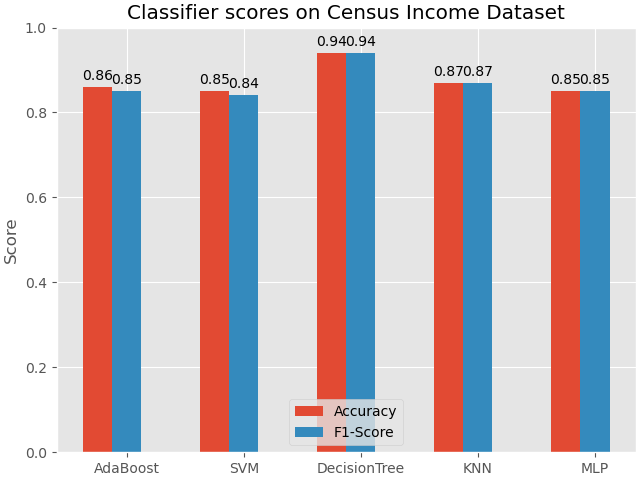 Classifier scores on Census Income Dataset
1.0
0.8
0.6
0.4
0.2
0.0
Score
0.86 0.85
0.85 0.84
0.94 0.94
0.87 0.87
0.85 0.85
Accuracy
F1-Score
AdaBoost SVM DecisionTree KNN MLP